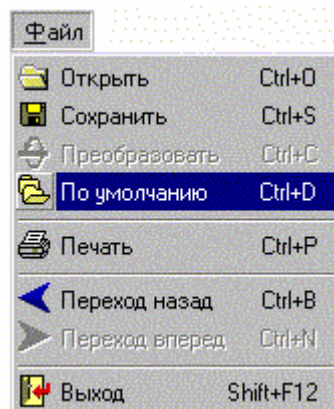 Файл
Открыть Ctrl+O
Сохранить Ctrl+S
Преобразовать Ctrl+C
По умолчанию Ctrl+D
Печать Ctrl+P
Переход назад Ctrl+B
Переход вперед Ctrl+N
Выход Shift+F12